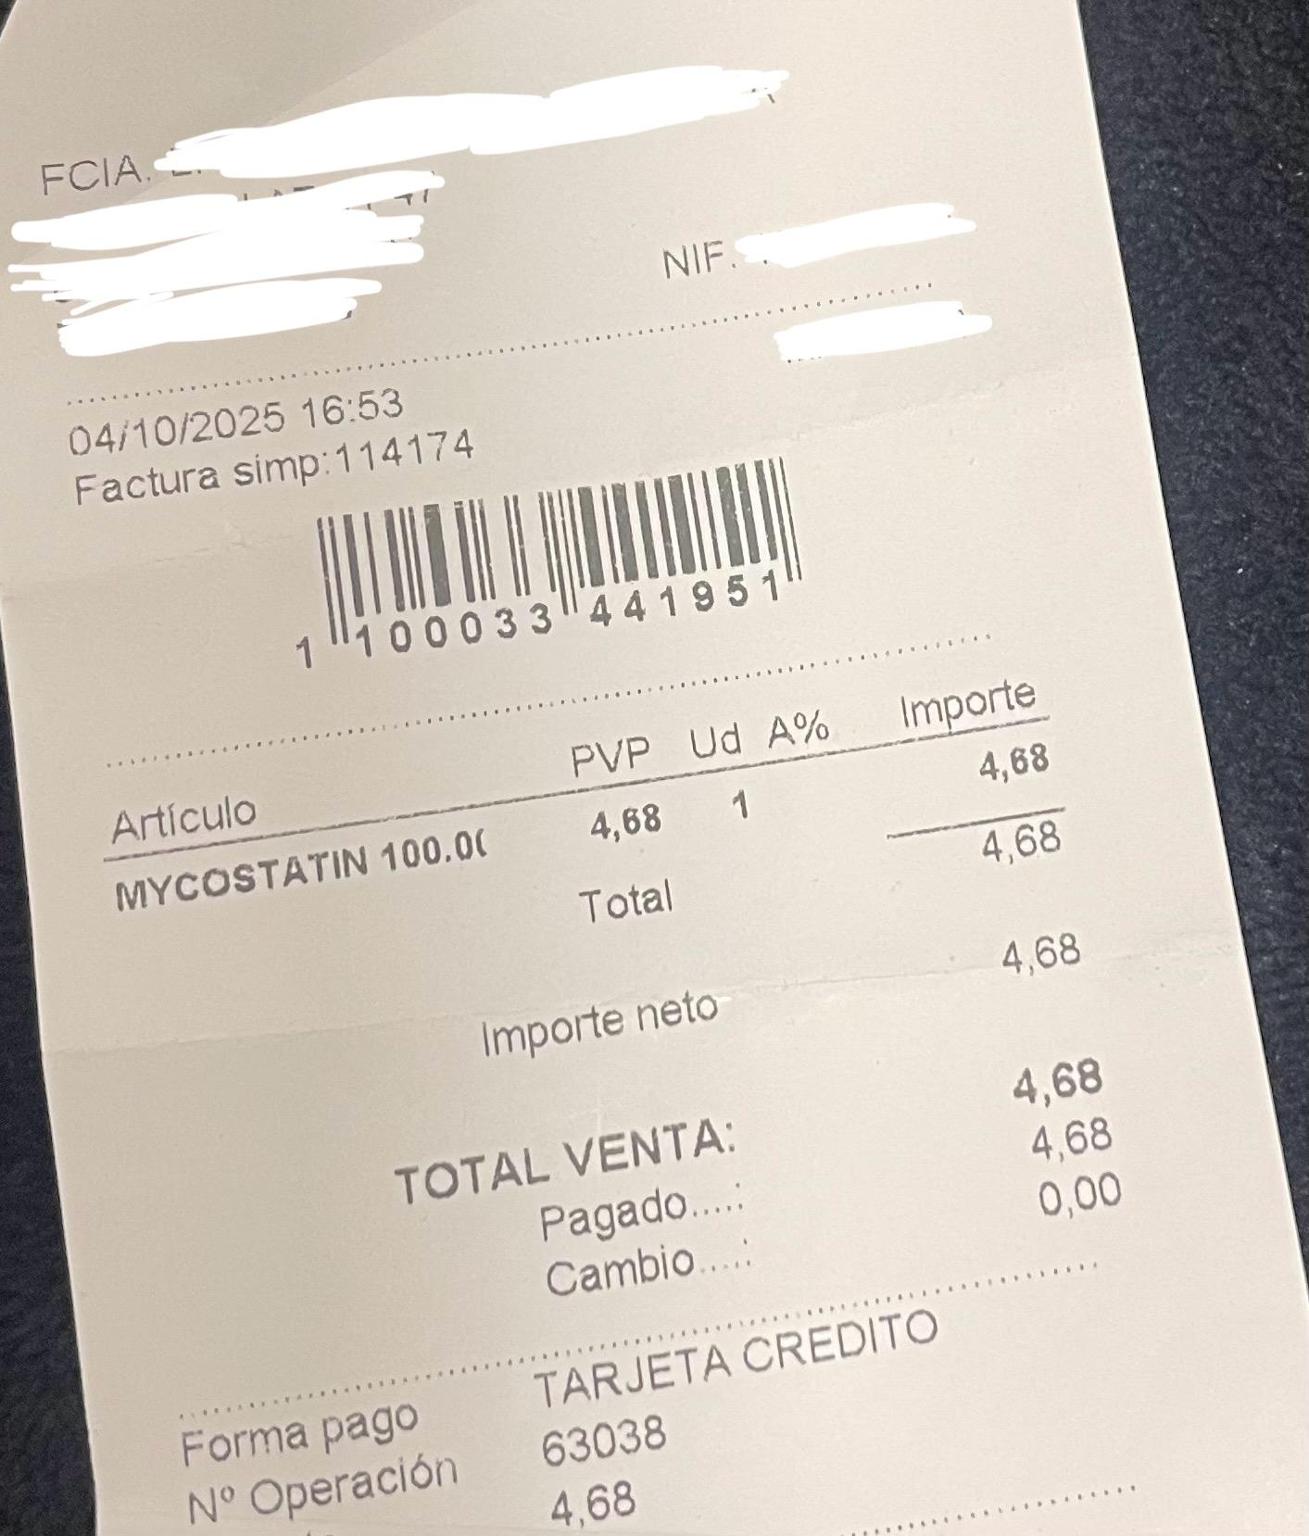 FCIA.
NIF.
04/10/2025 16:53
Factura simp:114174
1 100033 441951
Artículo PVP Ud A% Importe
MYCOSTATIN 100.0( 4,68 1 4,68
Total 4,68
Importe neto 4,68
TOTAL VENTA: 4,68
Pagado....: 4,68
Cambio....: 0,00
Forma pago TARJETA CREDITO
Nº Operación 63038
4,68